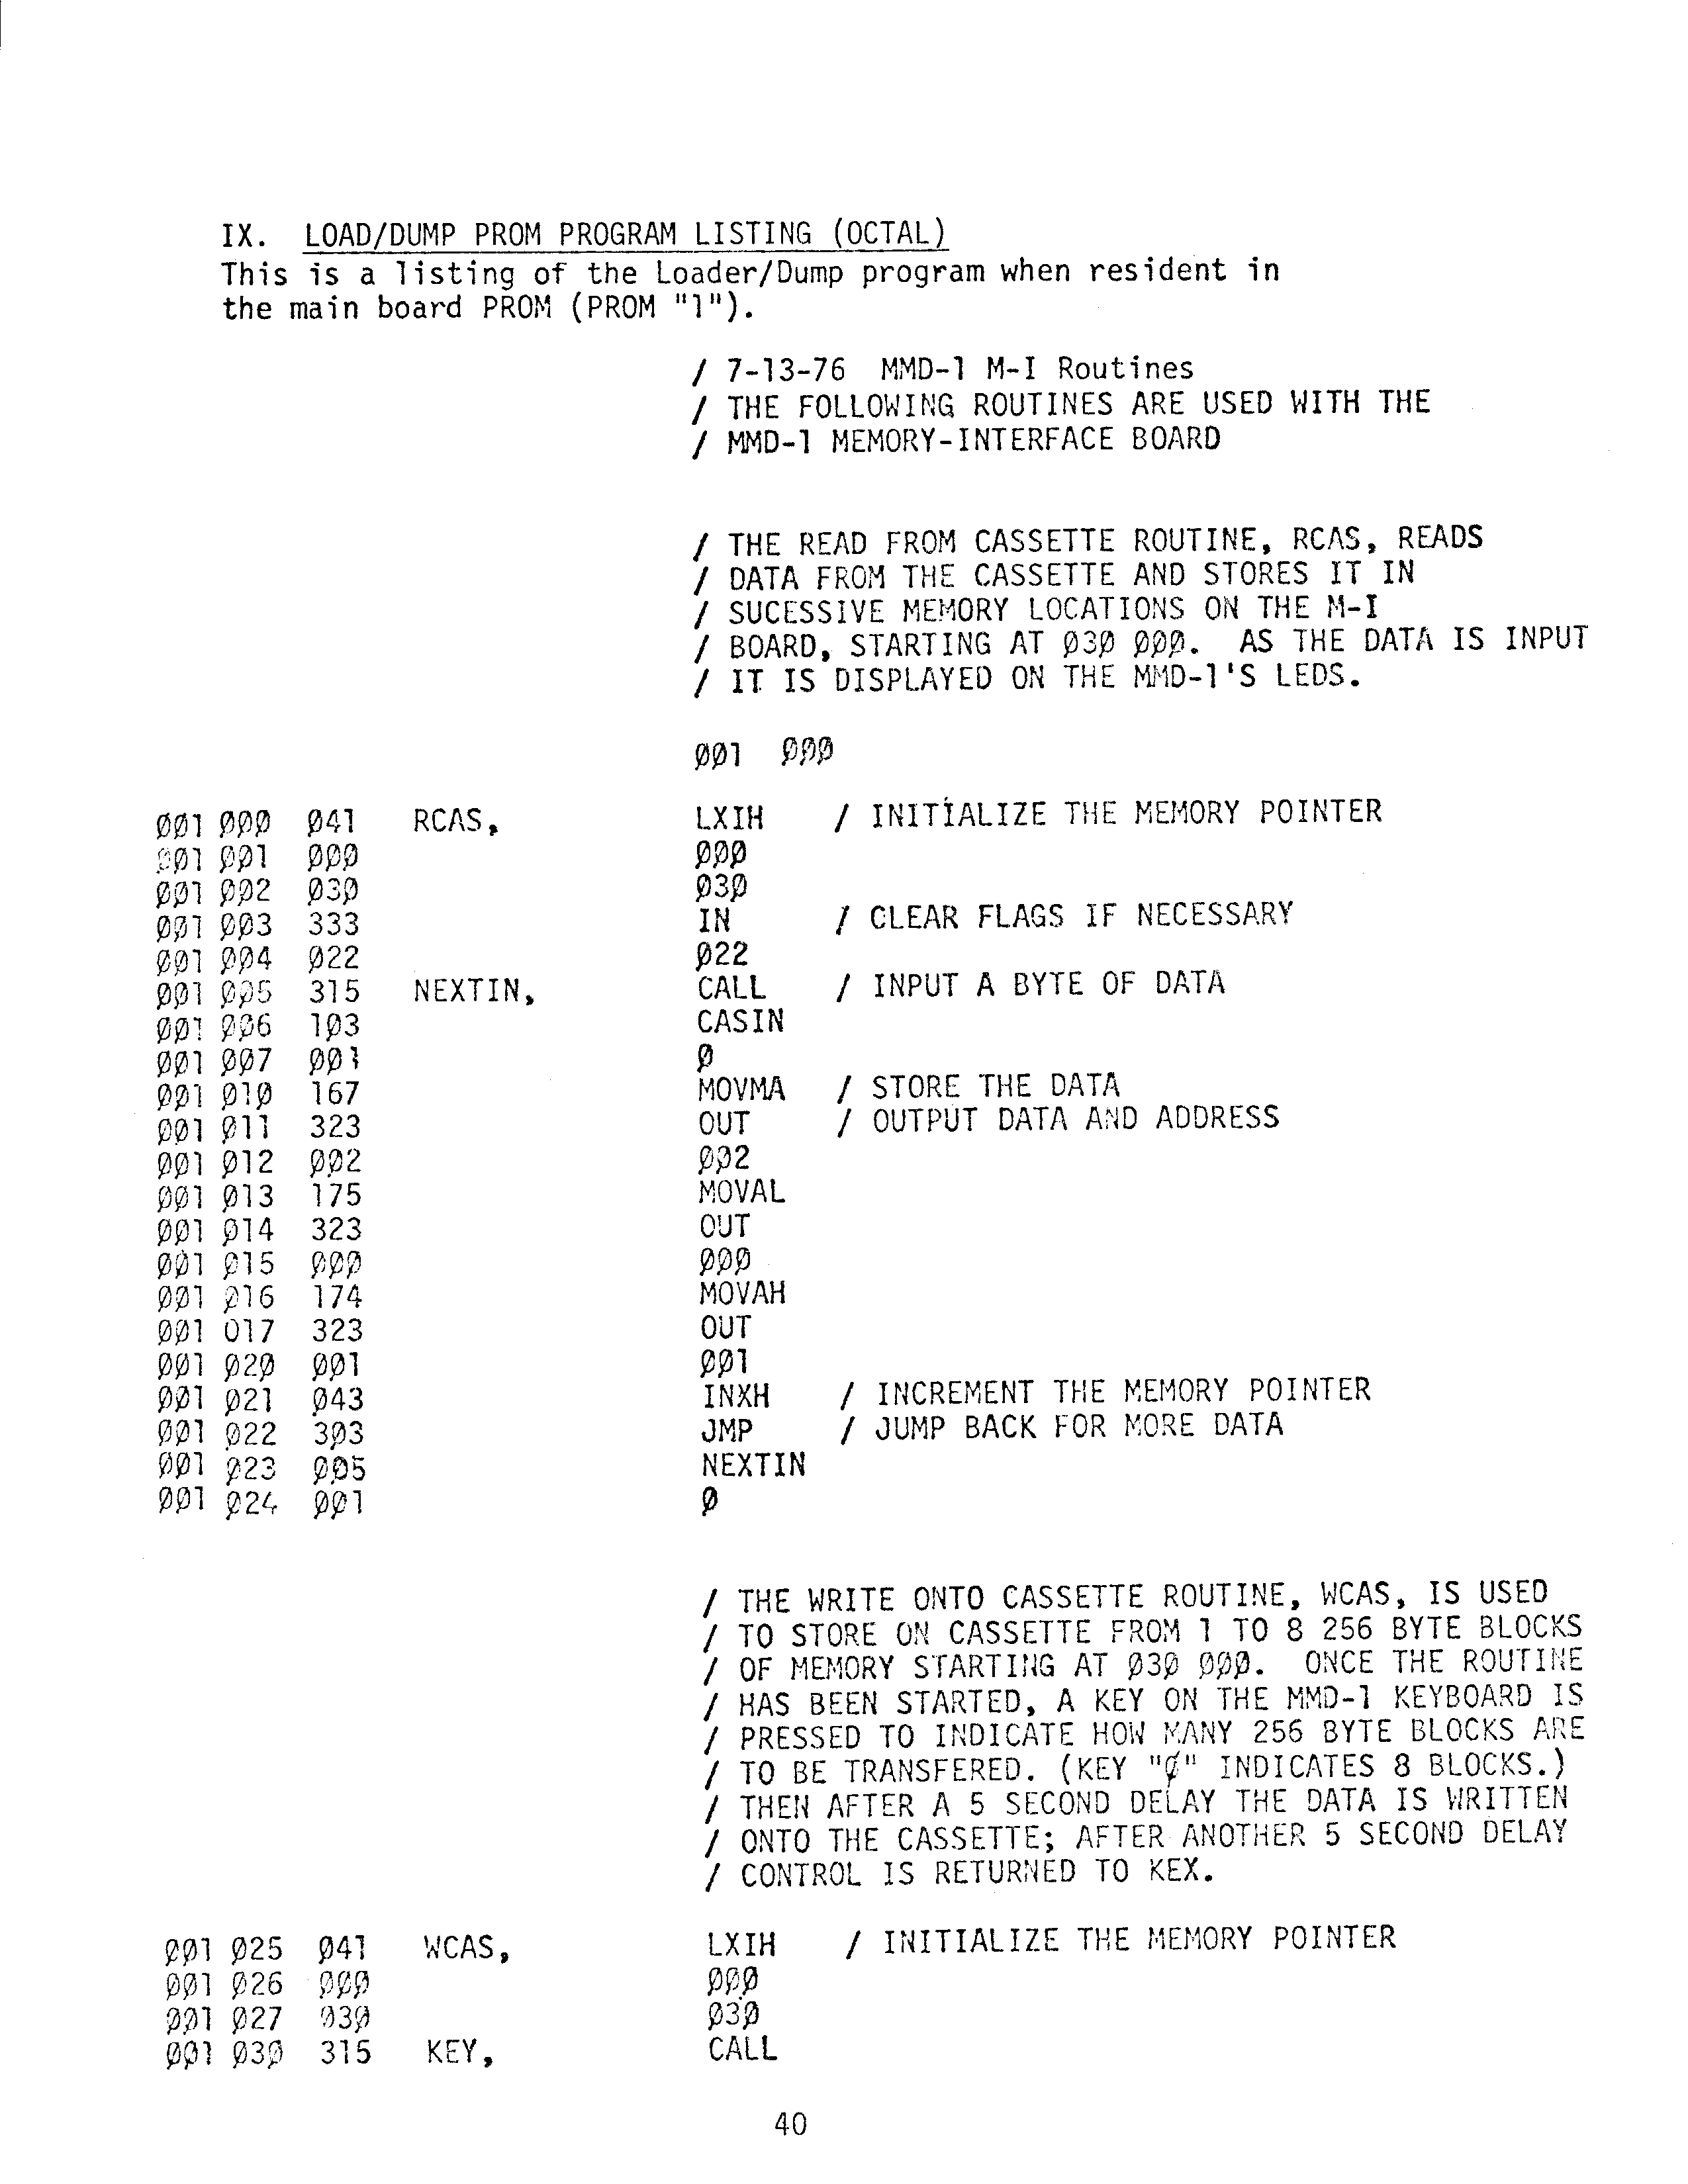 IX. LOAD/DUMP PROM PROGRAM LISTING (OCTAL)
This is a listing of the Loader/Dump program when resident in
the main board PROM (PROM "1").
/ 7-13-76 MMD-1 M-I Routines
/ THE FOLLOWING ROUTINES ARE USED WITH THE
/ MMD-1 MEMORY-INTERFACE BOARD
/ THE READ FROM CASSETTE ROUTINE, RCAS, READS
/ DATA FROM THE CASSETTE AND STORES IT IN
/ SUCESSIVE MEMORY LOCATIONS ON THE M-I
/ BOARD, STARTING AT Ø3Ø ØØØ. AS THE DATA IS INPUT
/ IT IS DISPLAYED ON THE MMD-1'S LEDS.
ØØ1 ØØØ
ØØ1 ØØØ Ø41 RCAS, LXIH / INITIALIZE THE MEMORY POINTER
ØØ1 ØØ1 ØØØ ØØØ
ØØ1 ØØ2 Ø3Ø Ø3Ø
ØØ1 ØØ3 333 IN / CLEAR FLAGS IF NECESSARY
ØØ1 ØØ4 Ø22 Ø22
ØØ1 ØØ5 315 NEXTIN, CALL / INPUT A BYTE OF DATA
ØØ1 ØØ6 1Ø3 CASIN
ØØ1 ØØ7 ØØ1 Ø
ØØ1 Ø1Ø 167 MOVMA / STORE THE DATA
ØØ1 Ø11 323 OUT / OUTPUT DATA AND ADDRESS
ØØ1 Ø12 ØØ2 ØØ2
ØØ1 Ø13 175 MOVAL
ØØ1 Ø14 323 OUT
ØØ1 Ø15 ØØØ ØØØ
ØØ1 Ø16 174 MOVAH
ØØ1 O17 323 OUT
ØØ1 Ø2Ø ØØ1 ØØ1
ØØ1 Ø21 Ø43 INXH / INCREMENT THE MEMORY POINTER
ØØ1 Ø22 3Ø3 JMP / JUMP BACK FOR MORE DATA
ØØ1 Ø23 ØØ5 NEXTIN
ØØ1 Ø24 ØØ1 Ø
/ THE WRITE ONTO CASSETTE ROUTINE, WCAS, IS USED
/ TO STORE ON CASSETTE FROM 1 TO 8 256 BYTE BLOCKS
/ OF MEMORY STARTING AT Ø3Ø ØØØ. ONCE THE ROUTINE
/ HAS BEEN STARTED, A KEY ON THE MMD-1 KEYBOARD IS
/ PRESSED TO INDICATE HOW MANY 256 BYTE BLOCKS ARE
/ TO BE TRANSFERED. (KEY "Ø" INDICATES 8 BLOCKS.)
/ THEN AFTER A 5 SECOND DELAY THE DATA IS WRITTEN
/ ONTO THE CASSETTE; AFTER ANOTHER 5 SECOND DELAY
/ CONTROL IS RETURNED TO KEX.
ØØ1 Ø25 Ø41 WCAS, LXIH / INITIALIZE THE MEMORY POINTER
ØØ1 Ø26 ØØØ ØØØ
ØØ1 Ø27 Ø3Ø Ø3Ø
ØØ1 Ø3Ø 315 KEY, CALL
40